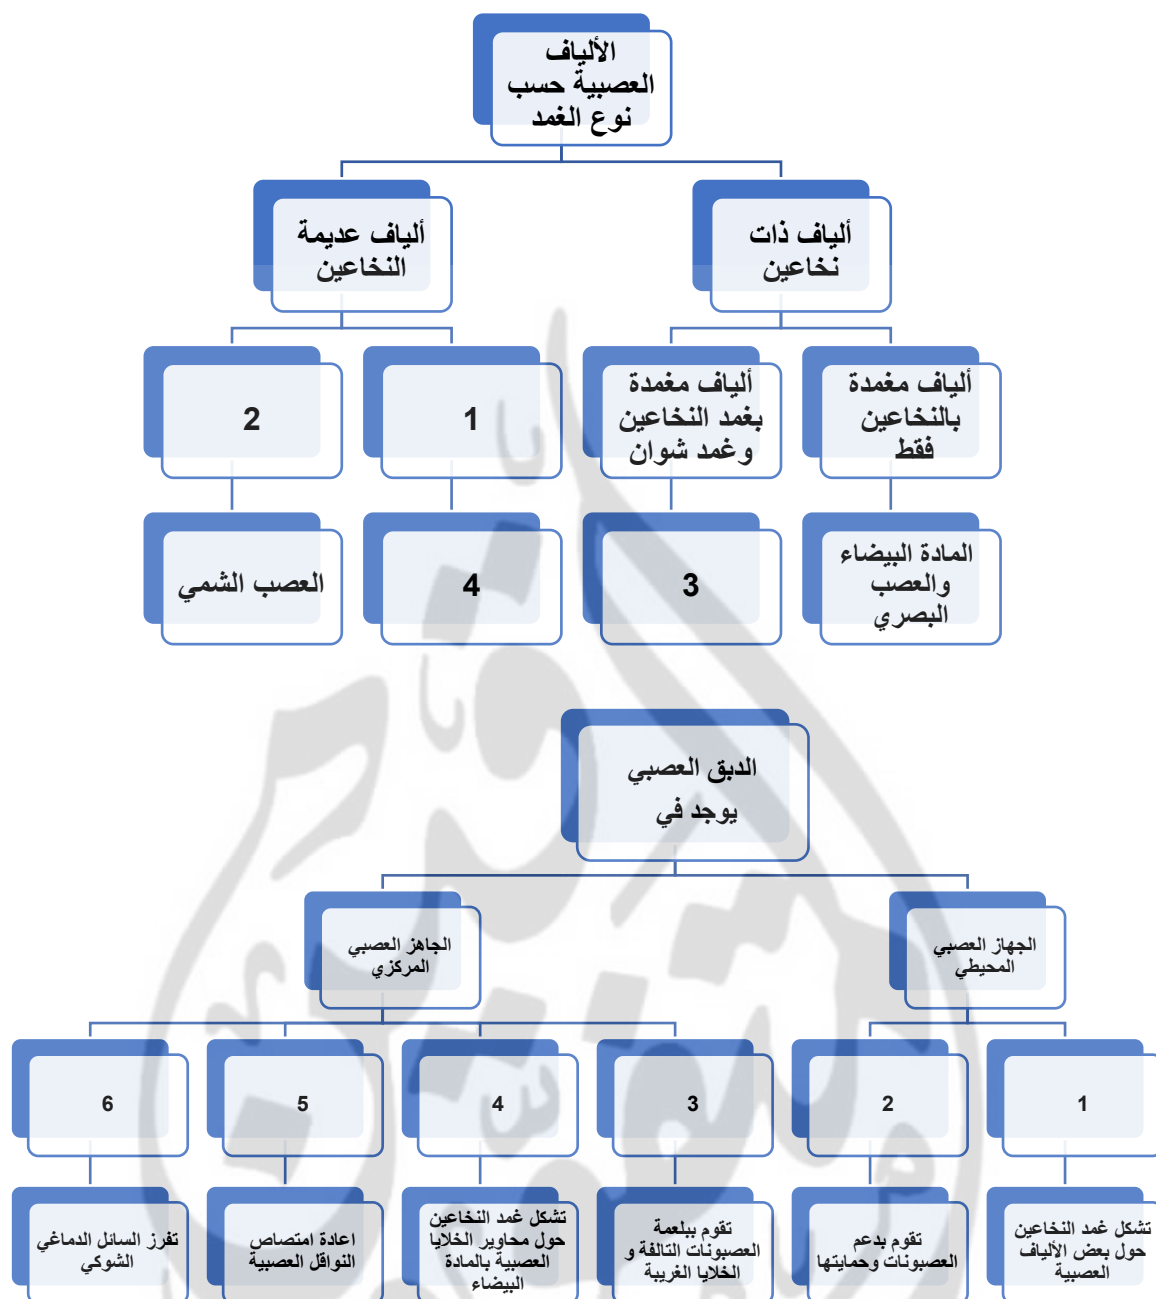 الألياف
العصبية حسب
نوع الغمد
ألياف ذات
نخاعين
ألياف عديمة
النخاعين
ألياف مغمدة
بالنخاعين
فقط
ألياف مغمدة
بغمد النخاعين
وغمد شوان
1
2
المادة البيضاء
والعصب
البصري
3
4
العصب الشمي
الدبق العصبي
يوجد في
الجهاز العصبي
المحيطي
الجاهز العصبي
المركزي
1
2
3
4
5
6
تشكل غمد النخاعين
حول بعض الألياف
العصبية
تقوم بدعم
العصبونات وحمايتها
تقوم ببلعمة
العصبونات التالفة و
الخلايا الغريبة
تشكل غمد النخاعين
حول محاوير الخلايا
العصبية بالمادة
البيضاء
اعادة امتصاص
النواقل العصبية
تفرز السائل الدماغي
الشوكي